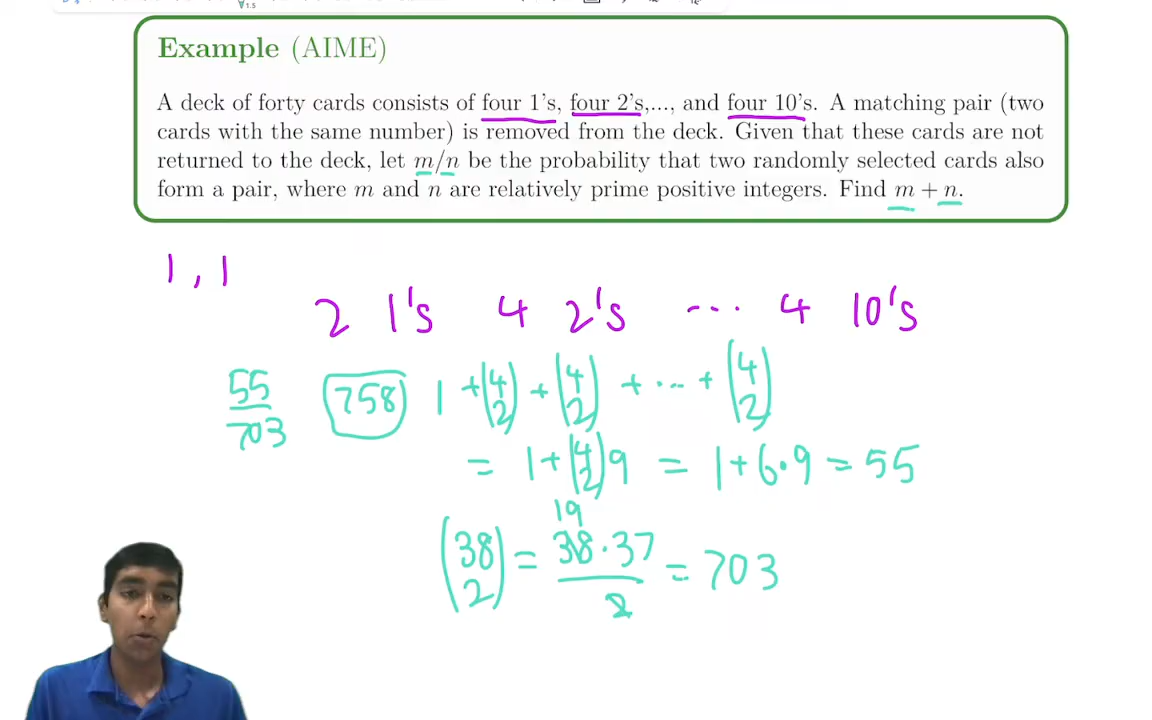 Example (AIME)
A deck of forty cards consists of four 1's, four 2's,..., and four 10's. A matching pair (two
cards with the same number) is removed from the deck. Given that these cards are not
returned to the deck, let m/n be the probability that two randomly selected cards also
form a pair, where m and n are relatively prime positive integers. Find m + n.
1, 1
2 1's 4 2's ... 4 10's
55/703 758 1 + (4 2) + (4 2) + ... + (4 2)
= 1 + (4 2) 9 = 1 + 6·9 = 55
19
(38 2) = 38·37/2 = 703